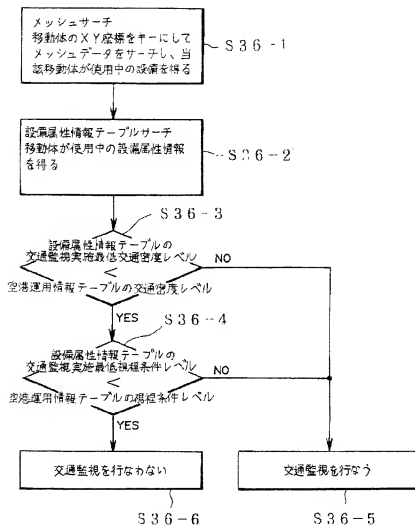 メッシュサーチ
移動体のXY座標をキーにして
メッシュデータをサーチし、当
該移動体が使用中の設備を得る
S36-1
設備属性情報テーブルサーチ
移動体が使用中の設備属性情報
を得る
S36-2
S36-3
設備属性情報テーブルの
交通監視実施最低交通密度レベル
<
空港運用情報テーブルの交通密度レベル
NO
YES
S36-4
設備属性情報テーブルの
交通監視実施最低視程条件レベル
<
空港運用情報テーブルの視程条件レベル
NO
YES
交通監視を行なわない
交通監視を行なう
S36-6
S36-5